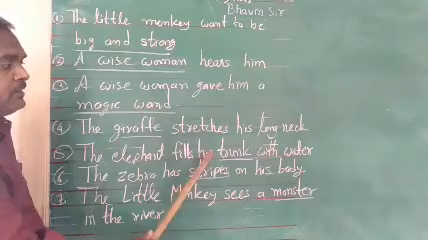 Bhaum Sir
① The little monkey want to be
big and strong
② A wise woman hears him
③ A wise woman gave him a
magic wand.
④ The giraffe stretches his long neck
⑤ The elephant fills his trunk with water
6 The zebra has stripes on his body.
7. The Little Monkey sees a monster
in the river